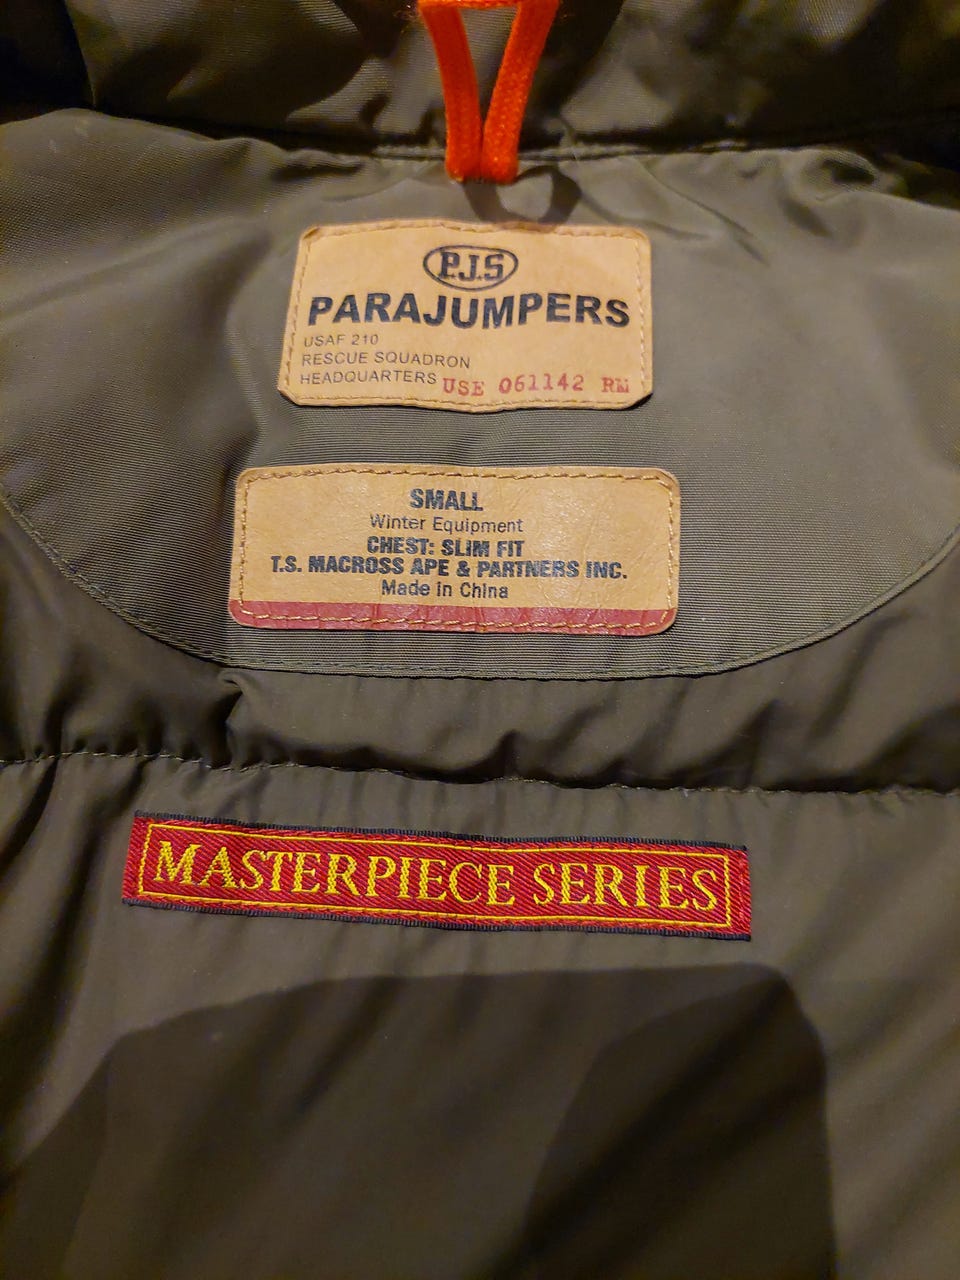 P.J.S
PARAJUMPERS
USAF 210
RESCUE SQUADRON
HEADQUARTERS USE 061142 RM
SMALL
Winter Equipment
CHEST: SLIM FIT
T.S. MACROSS APE & PARTNERS INC.
Made in China
MASTERPIECE SERIES